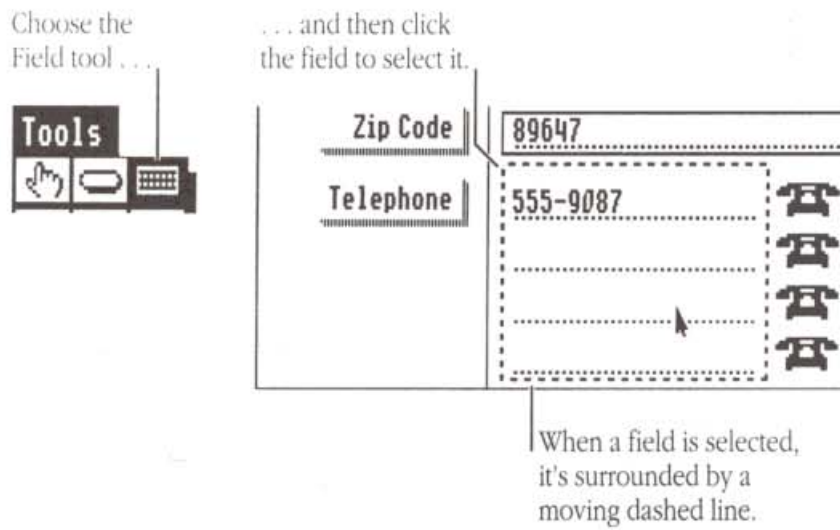 Choose the
Field tool . . .
. . . and then click
the field to select it.
Tools
Zip Code
89647
Telephone
555-9087
When a field is selected,
it's surrounded by a
moving dashed line.